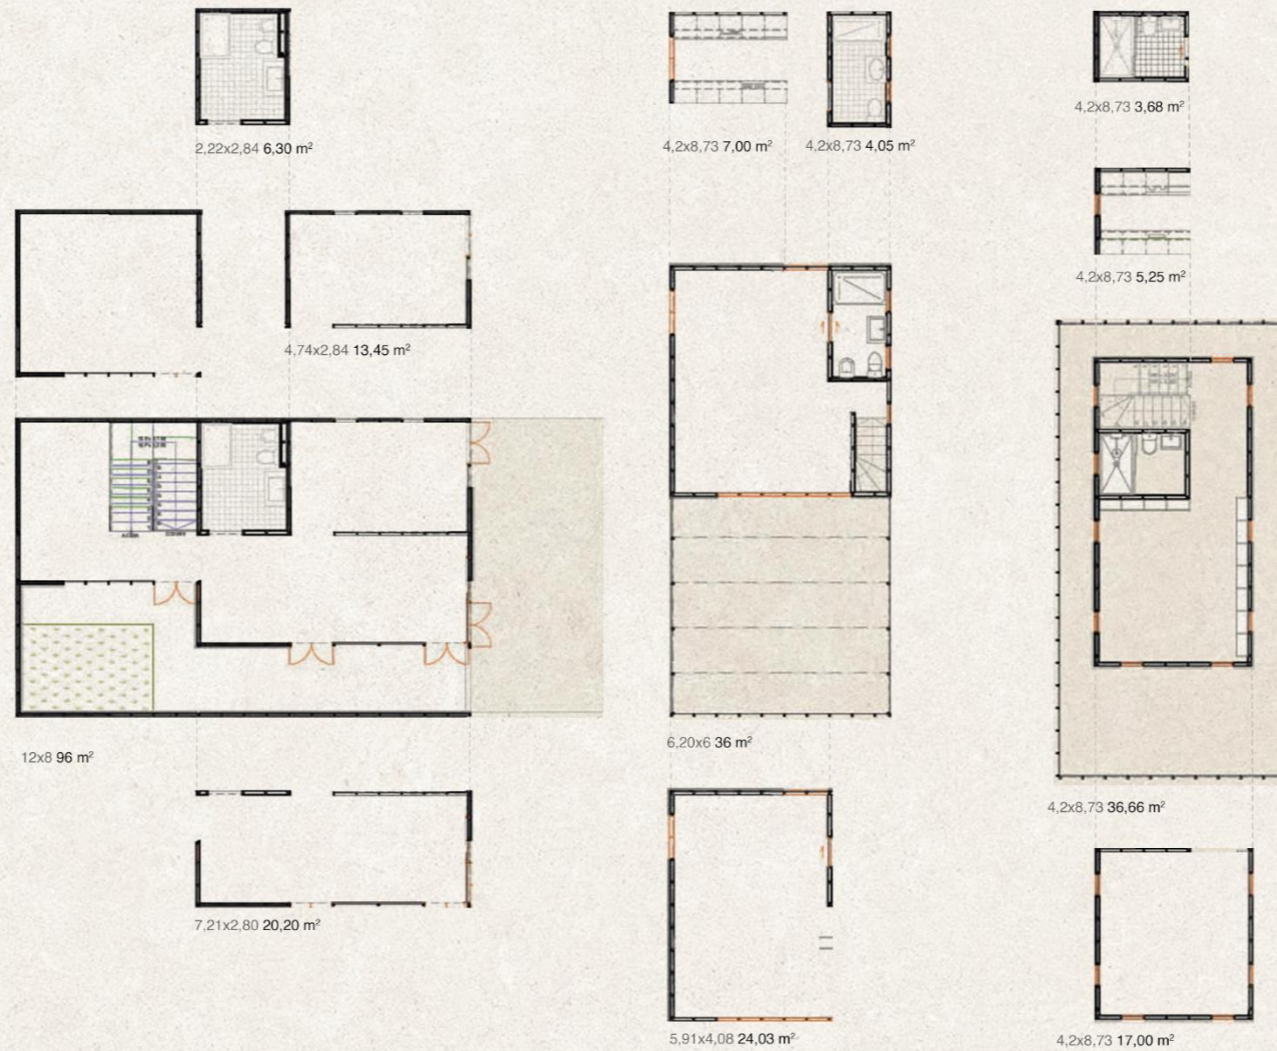 2,22x2,84 6,30 m²
4,2x8,73 7,00 m²
4,2x8,73 4,05 m²
4,2x8,73 3,68 m²
4,2x8,73 5,25 m²
4,74x2,84 13,45 m²
12x8 96 m²
6,20x6 36 m²
4,2x8,73 36,66 m²
7,21x2,80 20,20 m²
5,91x4,08 24,03 m²
4,2x8,73 17,00 m²